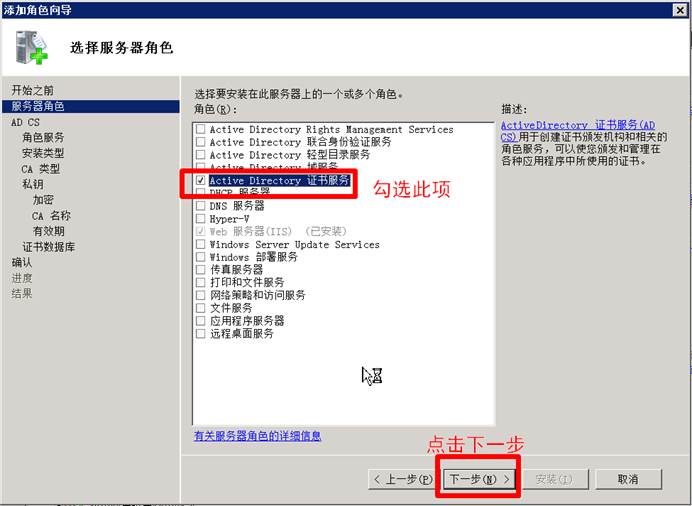 添加角色向导
选择服务器角色
开始之前
服务器角色
AD CS
角色服务
安装类型
CA 类型
私钥
加密
CA 名称
有效期
证书数据库
确认
进度
结果
选择要安装在此服务器上的一个或多个角色。
角色(R):
Active Directory Rights Management Services
Active Directory 联合身份验证服务
Active Directory 轻型目录服务
Active Directory 域服务
Active Directory 证书服务
勾选此项
DHCP 服务器
DNS 服务器
Hyper-V
Web 服务器(IIS) (已安装)
Windows Server Update Services
Windows 部署服务
传真服务器
打印和文件服务
网络策略和访问服务
文件服务
应用程序服务器
远程桌面服务
有关服务器角色的详细信息
描述:
ActiveDirectory 证书服务(AD
CS)用于创建证书颁发机构和相关的
角色服务，可以使您颁发和管理在
各种应用程序中所使用的证书。
点击下一步
< 上一步(P)
下一步(N) >
安装(I)
取消